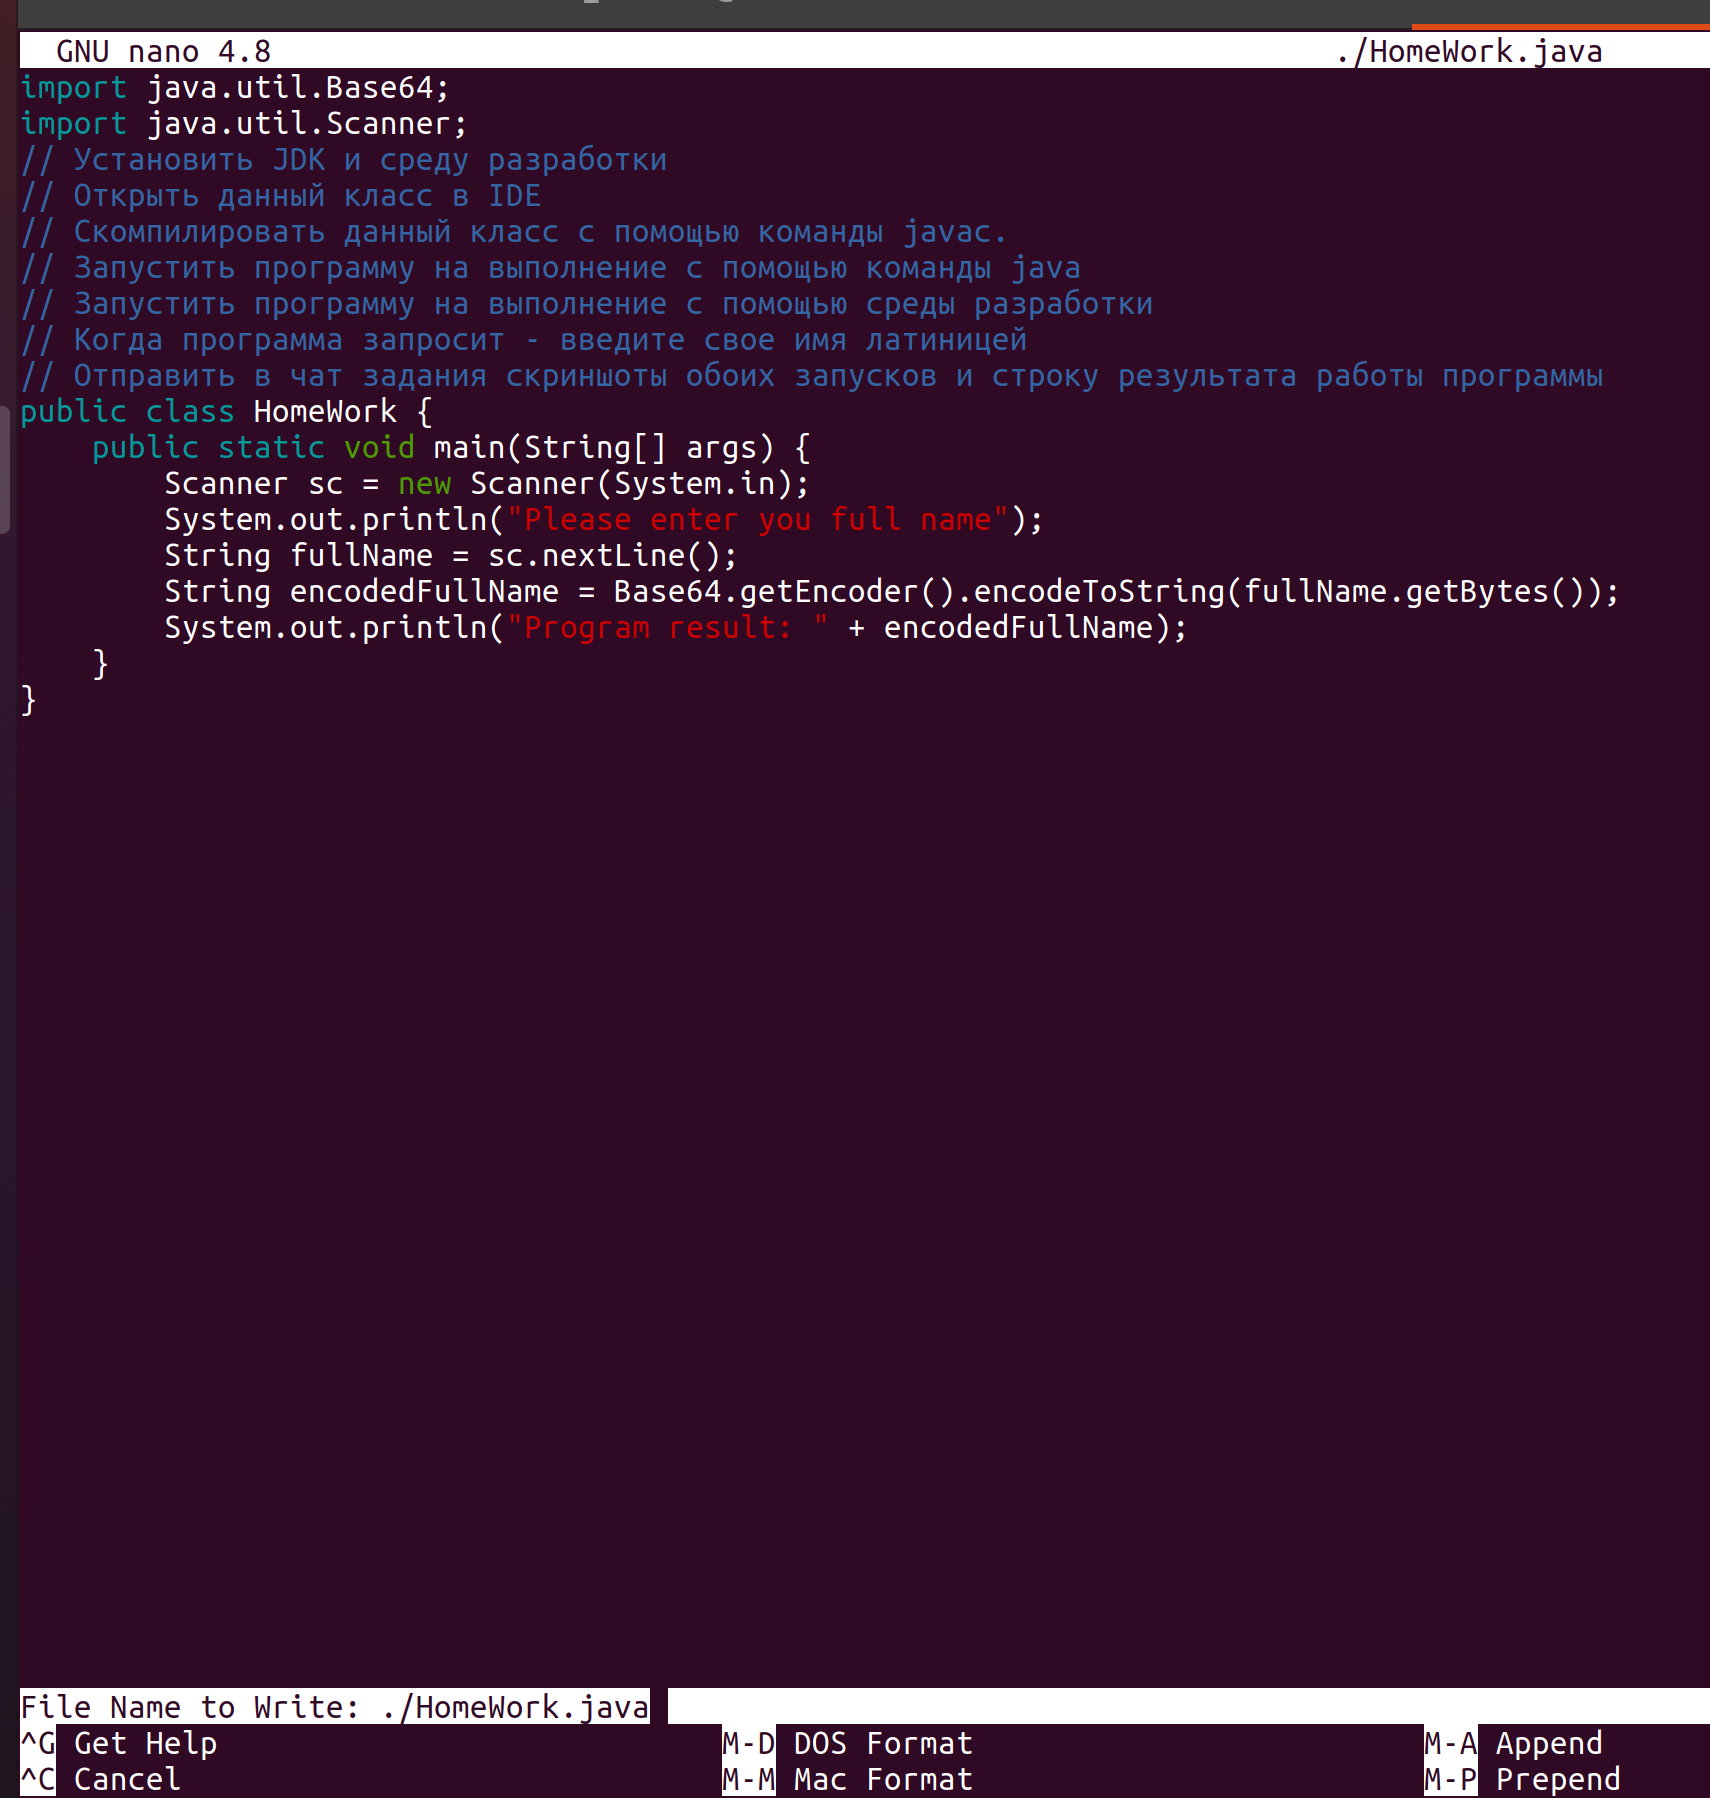 GNU nano 4.8 ./HomeWork.java
import java.util.Base64;
import java.util.Scanner;
// Установить JDK и среду разработки
// Открыть данный класс в IDE
// Скомпилировать данный класс с помощью команды javac.
// Запустить программу на выполнение с помощью команды java
// Запустить программу на выполнение с помощью среды разработки
// Когда программа запросит - введите свое имя латиницей
// Отправить в чат задания скриншоты обоих запусков и строку результата работы программы
public class HomeWork {
    public static void main(String[] args) {
        Scanner sc = new Scanner(System.in);
        System.out.println("Please enter you full name");
        String fullName = sc.nextLine();
        String encodedFullName = Base64.getEncoder().encodeToString(fullName.getBytes());
        System.out.println("Program result: " + encodedFullName);
    }
}
File Name to Write: ./HomeWork.java
^G Get Help M-D DOS Format M-A Append
^C Cancel M-M Mac Format M-P Prepend